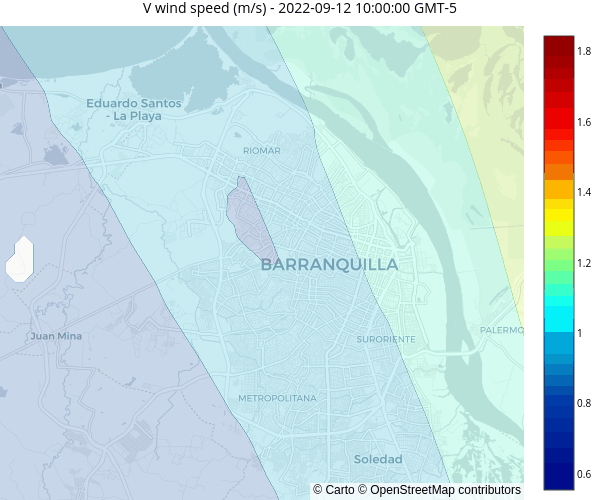 V wind speed (m/s) - 2022-09-12 10:00:00 GMT-5
Eduardo Santos
- La Playa
RIOMAR
BARRANQUILLA
Juan Mina
SURORIENTE
PALERMO
METROPOLITANA
Soledad
© Carto © OpenStreetMap contributors
1.8
1.6
1.4
1.2
1
0.8
0.6